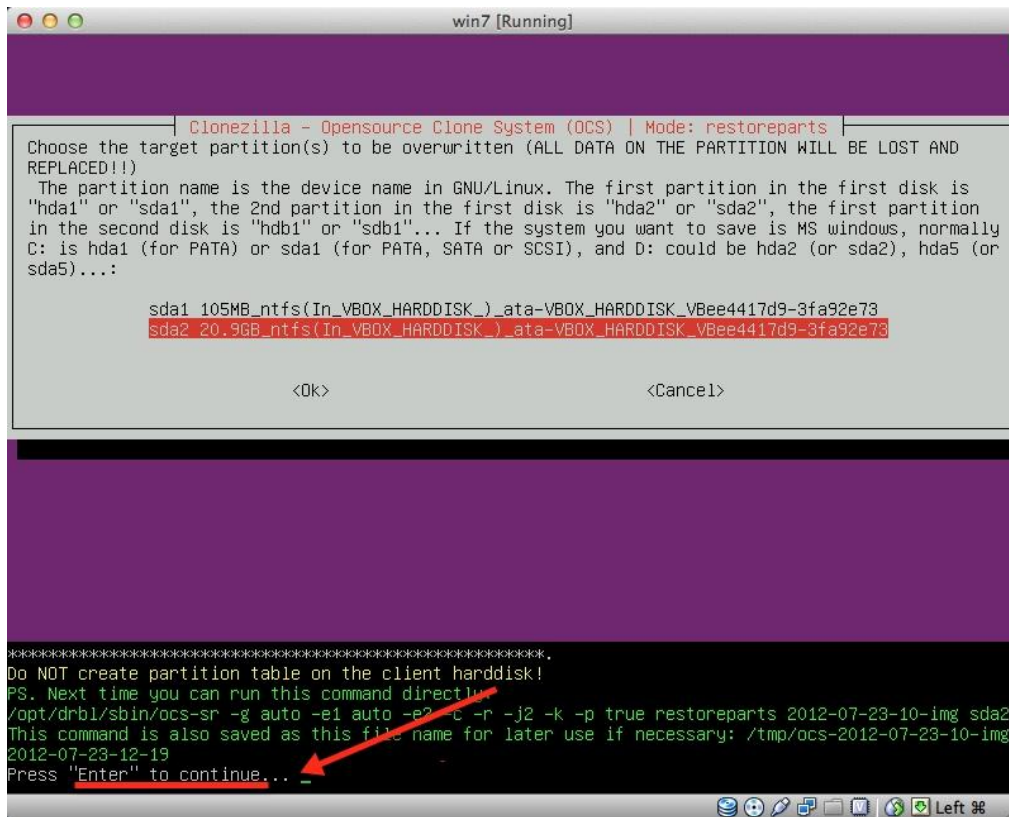 win7 [Running]
Clonezilla - Opensource Clone System (OCS) | Mode: restoreparts
Choose the target partition(s) to be overwritten (ALL DATA ON THE PARTITION WILL BE LOST AND
REPLACED!!)
The partition name is the device name in GNU/Linux. The first partition in the first disk is
"hda1" or "sda1", the 2nd partition in the first disk is "hda2" or "sda2", the first partition
in the second disk is "hdb1" or "sdb1"... If the system you want to save is MS windows, normally
C: is hda1 (for PATA) or sda1 (for PATA, SATA or SCSI), and D: could be hda2 (or sda2), hda5 (or
sda5)...:
sda1 105MB_ntfs(In_VBOX_HARDDISK_)_ata-VBOX_HARDDISK_VBee4417d9-3fa92e73
sda2 20.9GB_ntfs(In_VBOX_HARDDISK_)_ata-VBOX_HARDDISK_VBee4417d9-3fa92e73
<Ok> <Cancel>
*********************************************************.
Do NOT create partition table on the client harddisk!
PS. Next time you can run this command directly:
/opt/drbl/sbin/ocs-sr -g auto -e1 auto -e2 -c -r -j2 -k -p true restoreparts 2012-07-23-10-img sda2
This command is also saved as this file name for later use if necessary: /tmp/ocs-2012-07-23-10-img
2012-07-23-12-19
Press "Enter" to continue... _
Left ⌘